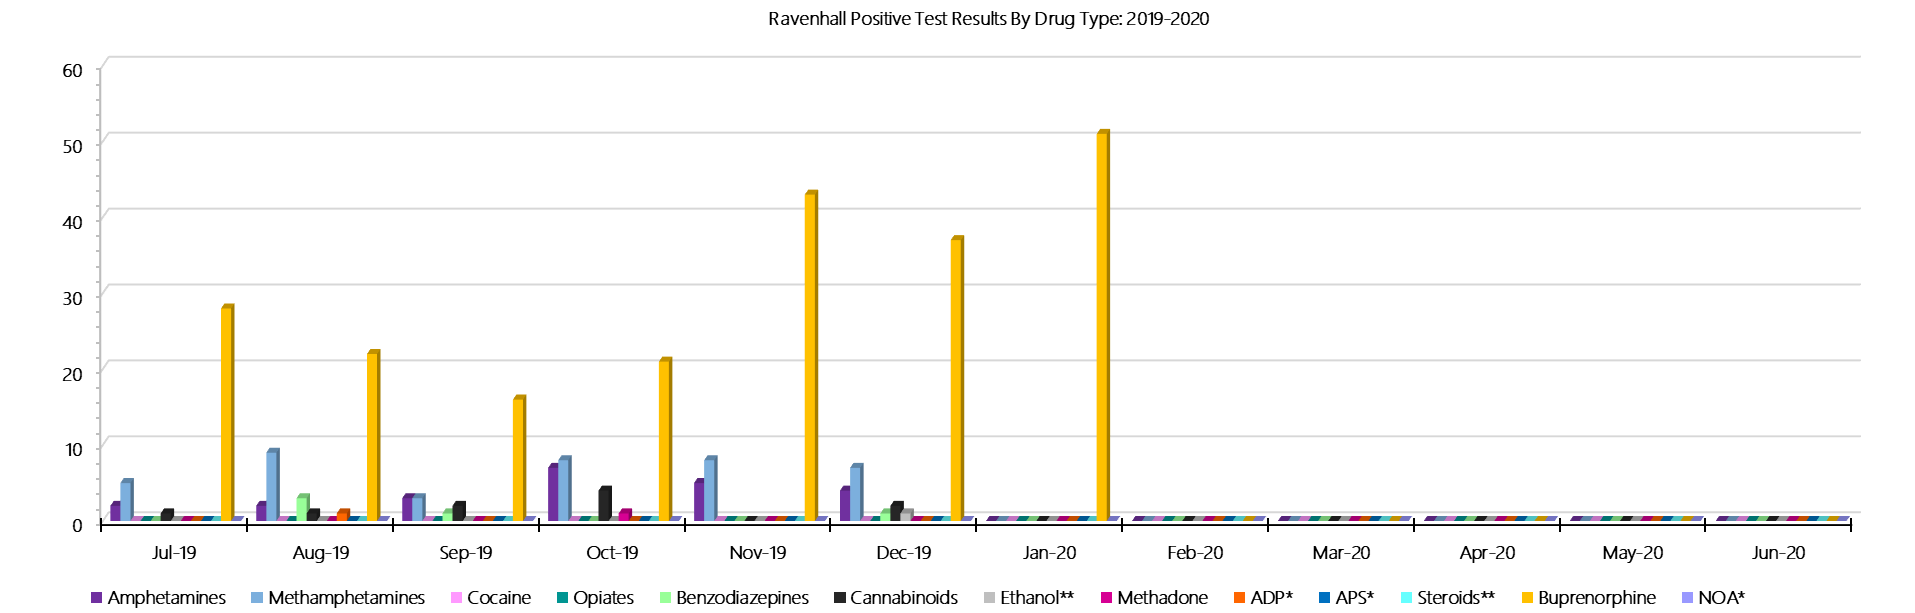 Ravenhall Positive Test Results By Drug Type: 2019-2020
60
50
40
30
20
10
0
Jul-19 Aug-19 Sep-19 Oct-19 Nov-19 Dec-19 Jan-20 Feb-20 Mar-20 Apr-20 May-20 Jun-20
Amphetamines Methamphetamines Cocaine Opiates Benzodiazepines Cannabinoids Ethanol** Methadone ADP* APS* Steroids** Buprenorphine NOA*